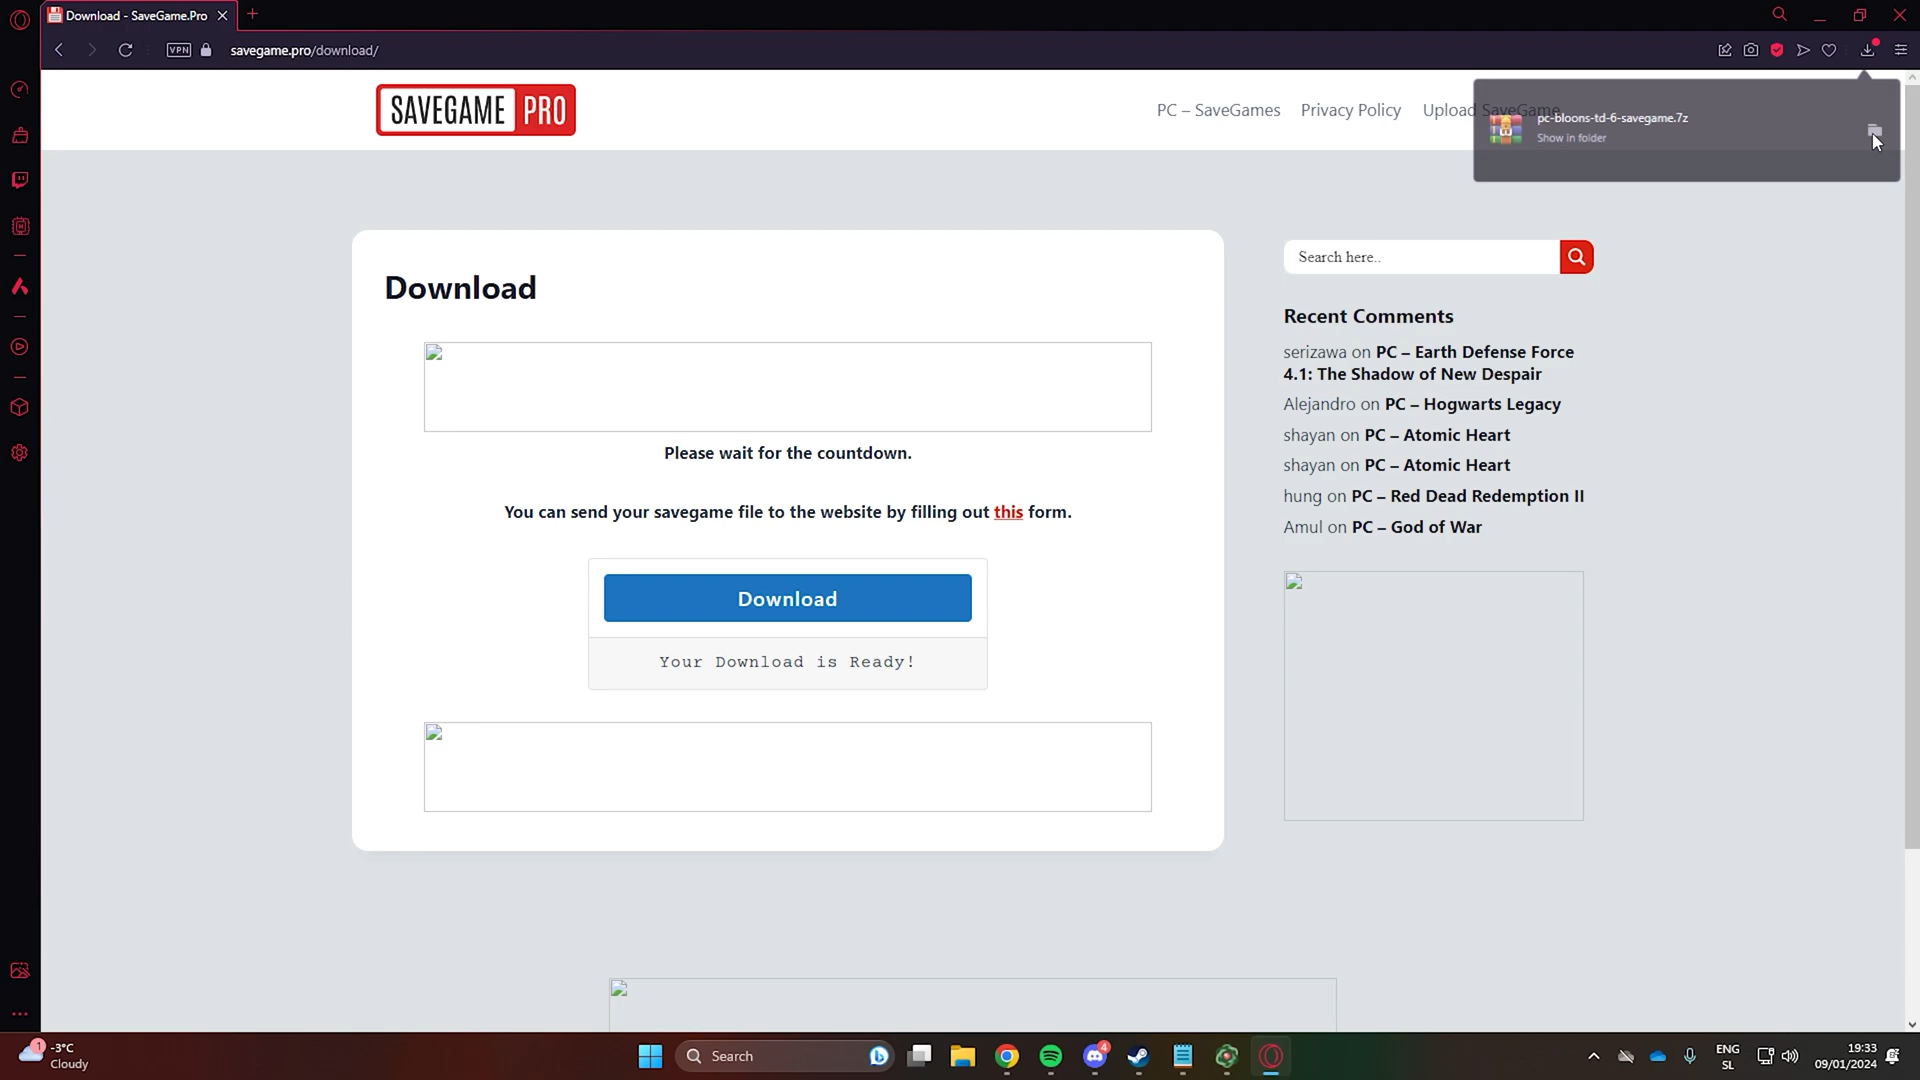 Download - SaveGame.Pro
VPN
savegame.pro/download/
SAVEGAME PRO
PC – SaveGames
Privacy Policy
Upload SaveGame
pc-bloons-td-6-savegame.7z
Show in folder
Download
Please wait for the countdown.
You can send your savegame file to the website by filling out this form.
Download
Your Download is Ready!
Search here..
Recent Comments
serizawa on PC – Earth Defense Force
4.1: The Shadow of New Despair
Alejandro on PC – Hogwarts Legacy
shayan on PC – Atomic Heart
shayan on PC – Atomic Heart
hung on PC – Red Dead Redemption II
Amul on PC – God of War
1
-3°C
Cloudy
Search
4
ENG
SL
19:33
09/01/2024